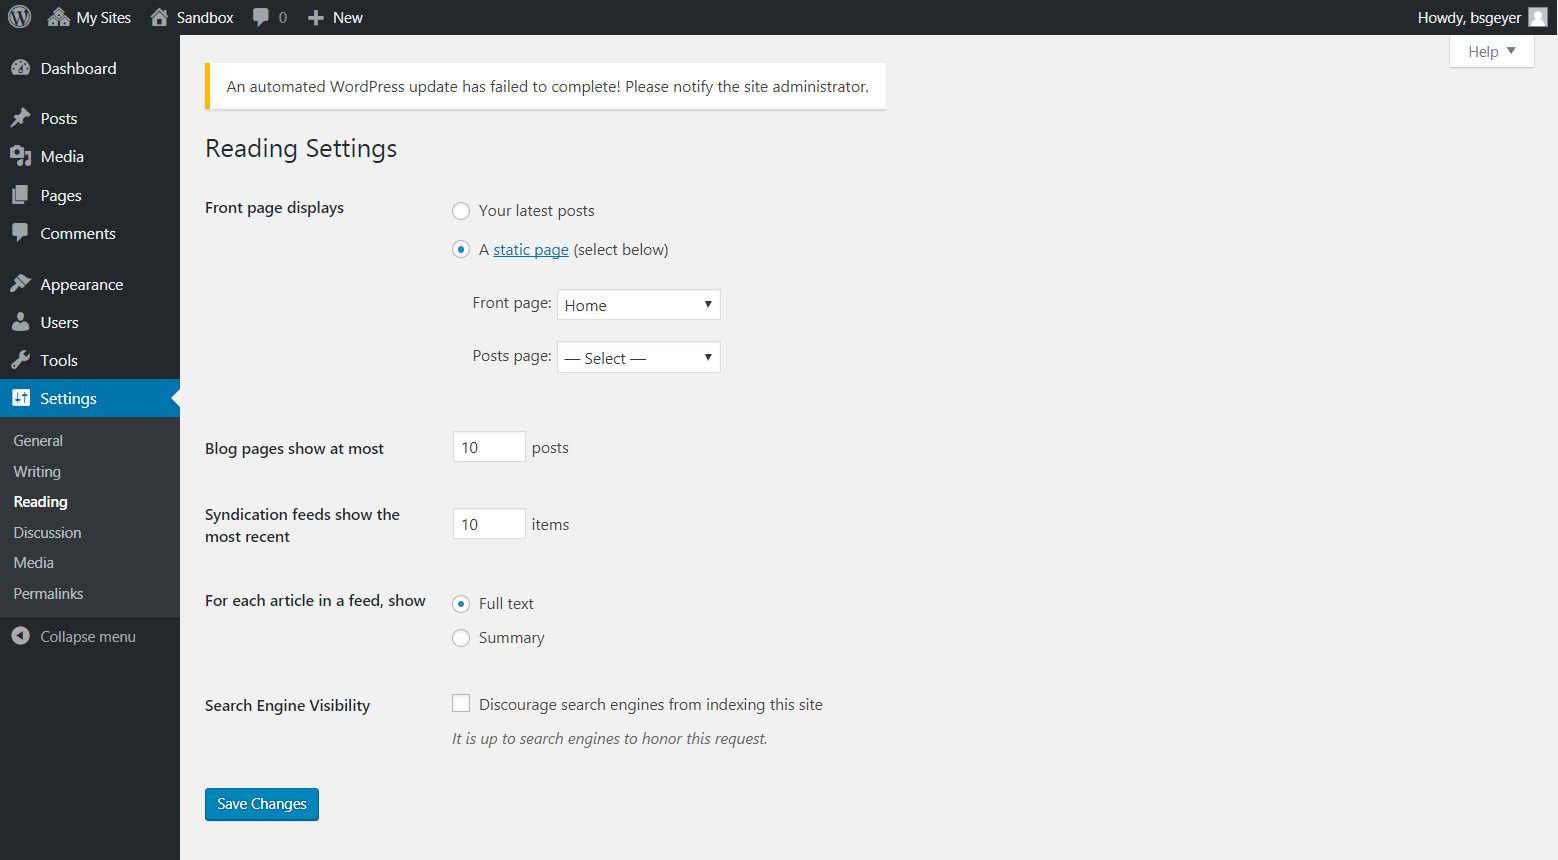 My Sites Sandbox 0 New Howdy, bsgeyer
Help
Dashboard
Posts
Media
Pages
Comments
Appearance
Users
Tools
Settings
General
Writing
Reading
Discussion
Media
Permalinks
Collapse menu
An automated WordPress update has failed to complete! Please notify the site administrator.
Reading Settings
Front page displays
Your latest posts
A static page (select below)
Front page: Home
Posts page: — Select —
Blog pages show at most 10 posts
Syndication feeds show the
most recent
10 items
For each article in a feed, show
Full text
Summary
Search Engine Visibility
Discourage search engines from indexing this site
It is up to search engines to honor this request.
Save Changes